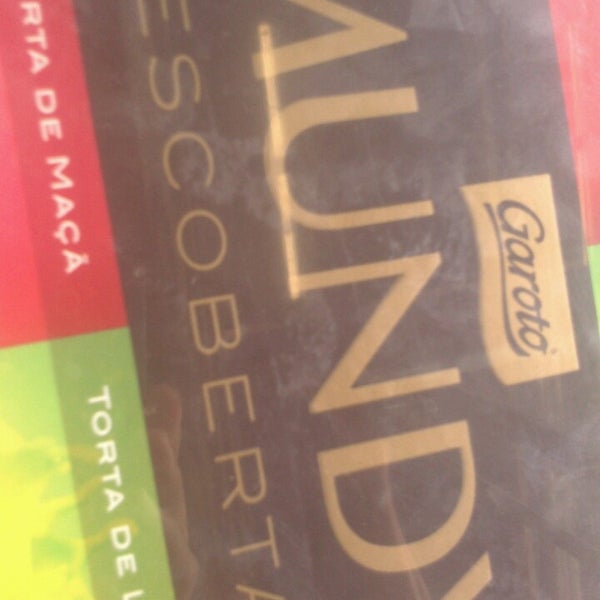 Garoto
AUNDY
ESCOBERTA
RTA DE MAÇÃ
TORTA DE L